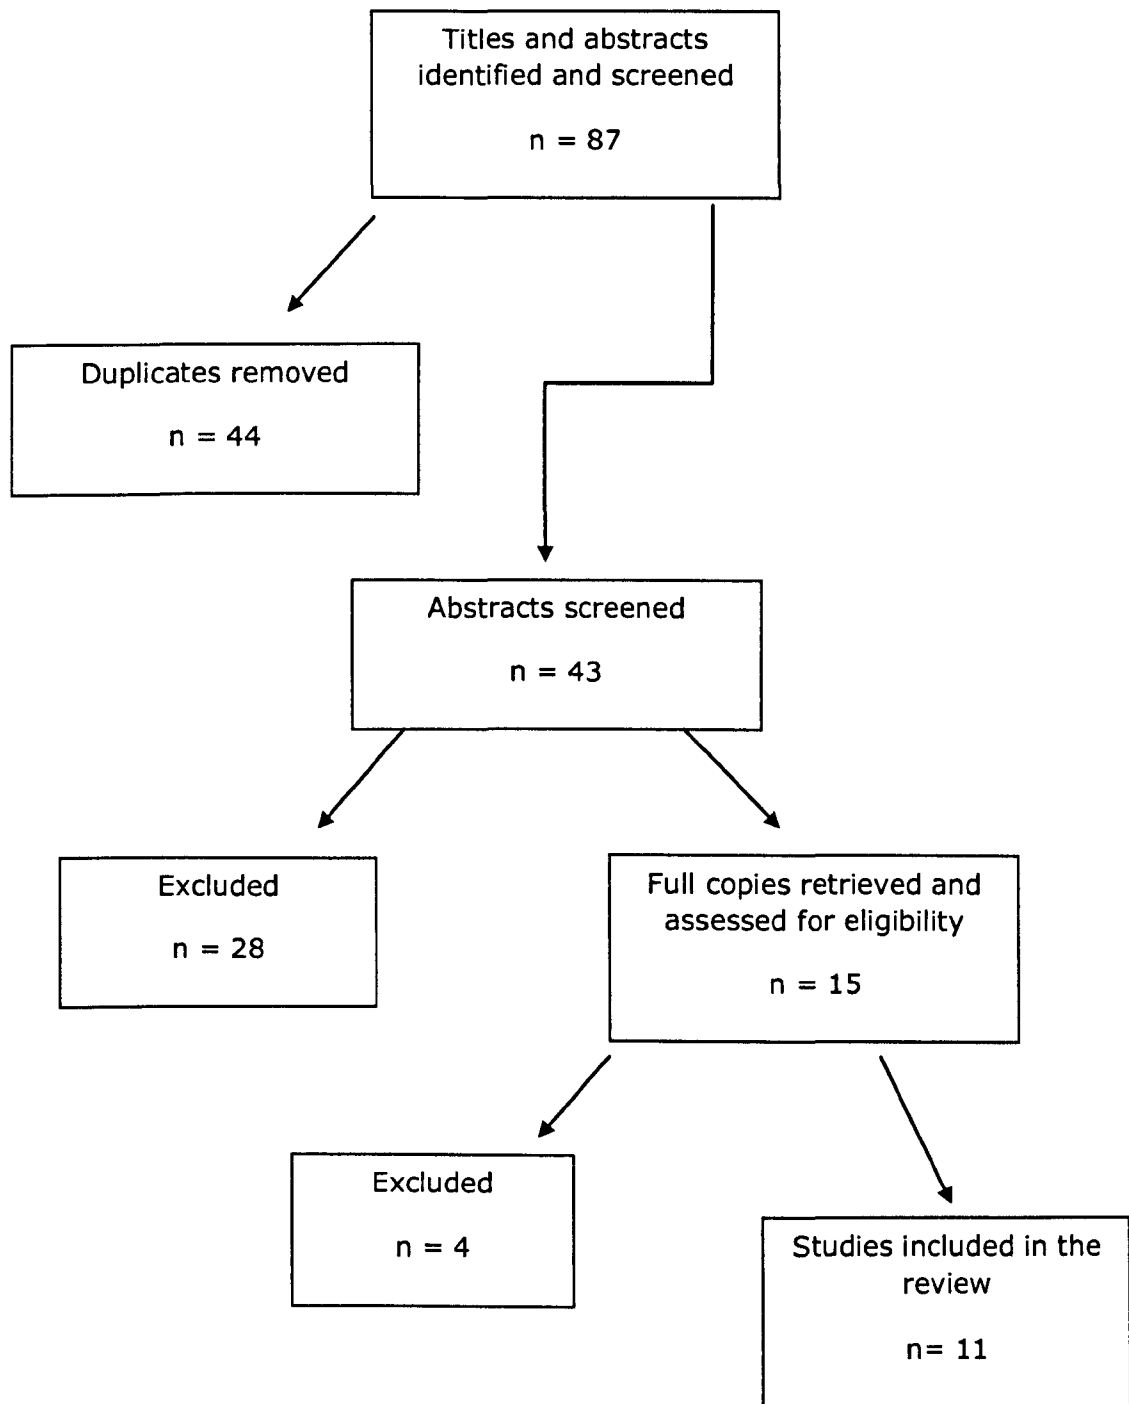 Titles and abstracts
identified and screened
n = 87
Duplicates removed
n = 44
Abstracts screened
n = 43
Excluded
n = 28
Full copies retrieved and
assessed for eligibility
n = 15
Excluded
n = 4
Studies included in the
review
n= 11